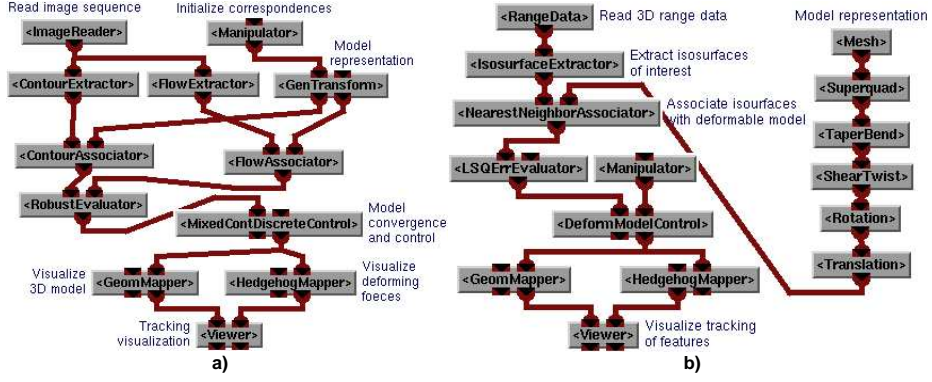 Read image sequence
Initialize correspondences
<ImageReader>
<Manipulator>
Model
representation
<ContourExtractor>
<FlowExtractor>
<GenTransform>
<ContourAssociator>
<FlowAssociator>
<RobustEvaluator>
<MixedContDiscreteControl>
Model
convergence
and control
Visualize
3D model
<GeomMapper>
<HedgehogMapper>
Visualize
deforming
foeces
Tracking
visualization
<Viewer>
a)
<RangeData>
Read 3D range data
<IsosurfaceExtractor>
Extract isosurfaces
of interest
<NearestNeighborAssociator>
Associate isourfaces
with deformable model
<LSQErrEvaluator>
<Manipulator>
<DeformModelControl>
<GeomMapper>
<HedgehogMapper>
<Viewer>
Visualize tracking
of features
Model representation
<Mesh>
<Superquad>
<TaperBend>
<ShearTwist>
<Rotation>
<Translation>
b)